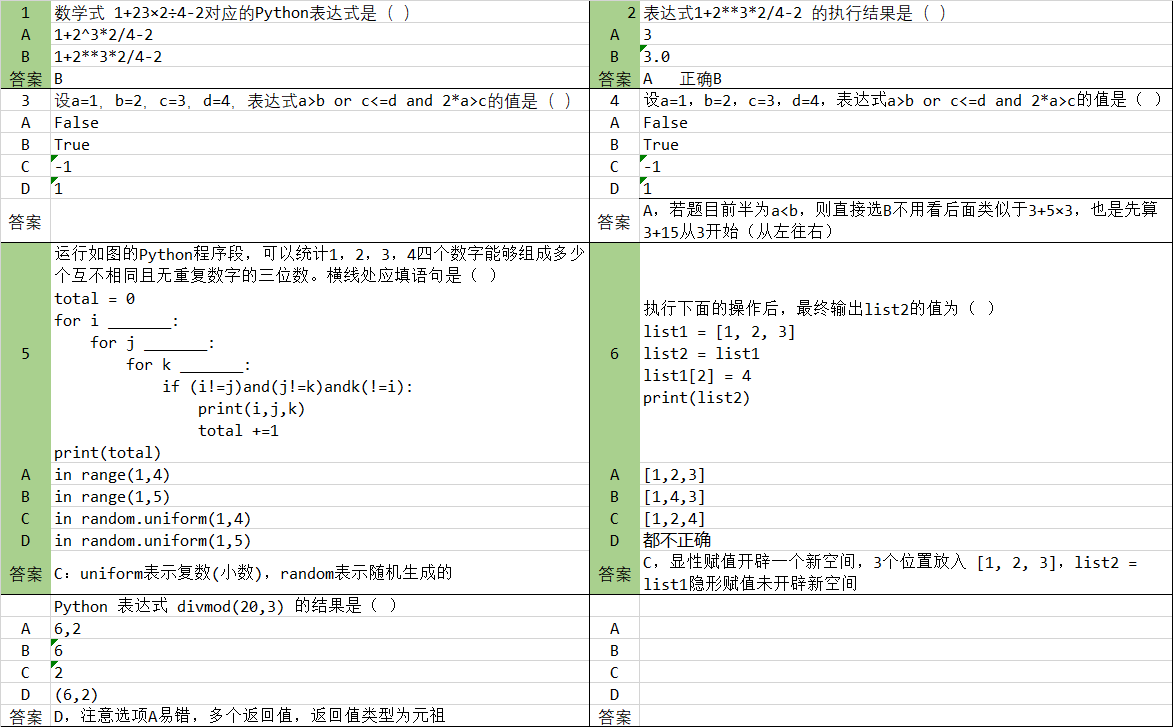 1 数学式 1+23×2÷4-2对应的Python表达式是（ ）
A 1+2^3*2/4-2
B 1+2**3*2/4-2
答案 B
2 表达式1+2**3*2/4-2 的执行结果是（ ）
A 3
B 3.0
答案 A 正确B
3 设a=1, b=2, c=3, d=4, 表达式a>b or c<=d and 2*a>c的值是（ ）
A False
B True
C -1
D 1
答案
4 设a=1，b=2，c=3，d=4，表达式a>b or c<=d and 2*a>c的值是（ ）
A False
B True
C -1
D 1
答案 A，若题目前半为a<b，则直接选B不用看后面类似于3+5×3，也是先算
3+15从3开始（从左往右）
5 运行如图的Python程序段，可以统计1，2，3，4四个数字能够组成多少
个互不相同且无重复数字的三位数。横线处应填语句是（ ）
total = 0
for i _______:
for j _______:
for k _______:
if (i!=j)and(j!=k)andk(!=i):
print(i,j,k)
total +=1
print(total)
A in range(1,4)
B in range(1,5)
C in random.uniform(1,4)
D in random.uniform(1,5)
答案 C：uniform表示复数(小数)，random表示随机生成的
6 执行下面的操作后，最终输出list2的值为（ ）
list1 = [1, 2, 3]
list2 = list1
list1[2] = 4
print(list2)
A [1,2,3]
B [1,4,3]
C [1,2,4]
D 都不正确
答案 C，显性赋值开辟一个新空间，3个位置放入 [1, 2, 3]，list2 =
list1隐形赋值未开辟新空间
Python 表达式 divmod(20,3) 的结果是（ ）
A 6,2
B 6
C 2
D (6,2)
答案 D，注意选项A易错，多个返回值，返回值类型为元祖
A
B
C
D
答案